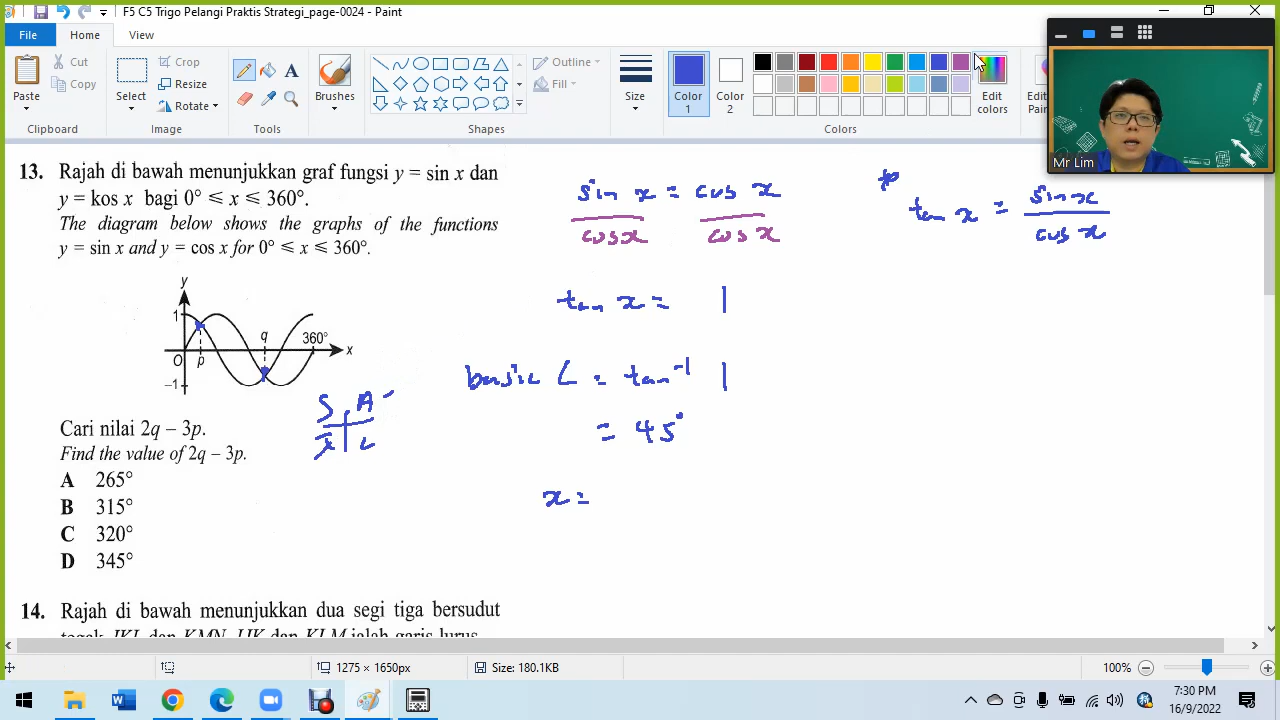 F5 C5 Trigo Pelangi Praktis Strategi_page-0024 - Paint
File Home View
Paste
Cut
Copy
Clipboard
Select
Crop
Resize
Rotate
Image
Tools
Brushes
Shapes
Outline
Fill
Size
Color 1
Color 2
Edit colors
Colors
Mr Lim
13. Rajah di bawah menunjukkan graf fungsi y = sin x dan
y = kos x bagi 0° ⩽ x ⩽ 360°.
The diagram below shows the graphs of the functions
y = sin x and y = cos x for 0° ⩽ x ⩽ 360°.
y
1
q
360°
O p x
–1
Cari nilai 2q – 3p.
Find the value of 2q – 3p.
A 265°
B 315°
C 320°
D 345°
14. Rajah di bawah menunjukkan dua segi tiga bersudut
S A
T C
sin x = cos x
cos x cos x
tan x = sin x
cos x
tan x = 1
basic ∠ = tan⁻¹ 1
= 45°
x =
1275 × 1650px
Size: 180.1KB
100%
7:30 PM
16/9/2022